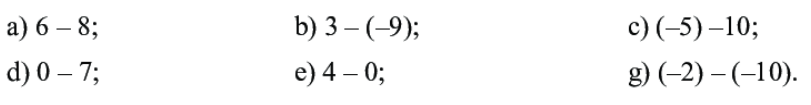 a) 6 – 8; b) 3 – (–9); c) (–5) –10;
d) 0 – 7; e) 4 – 0; g) (–2) – (–10).